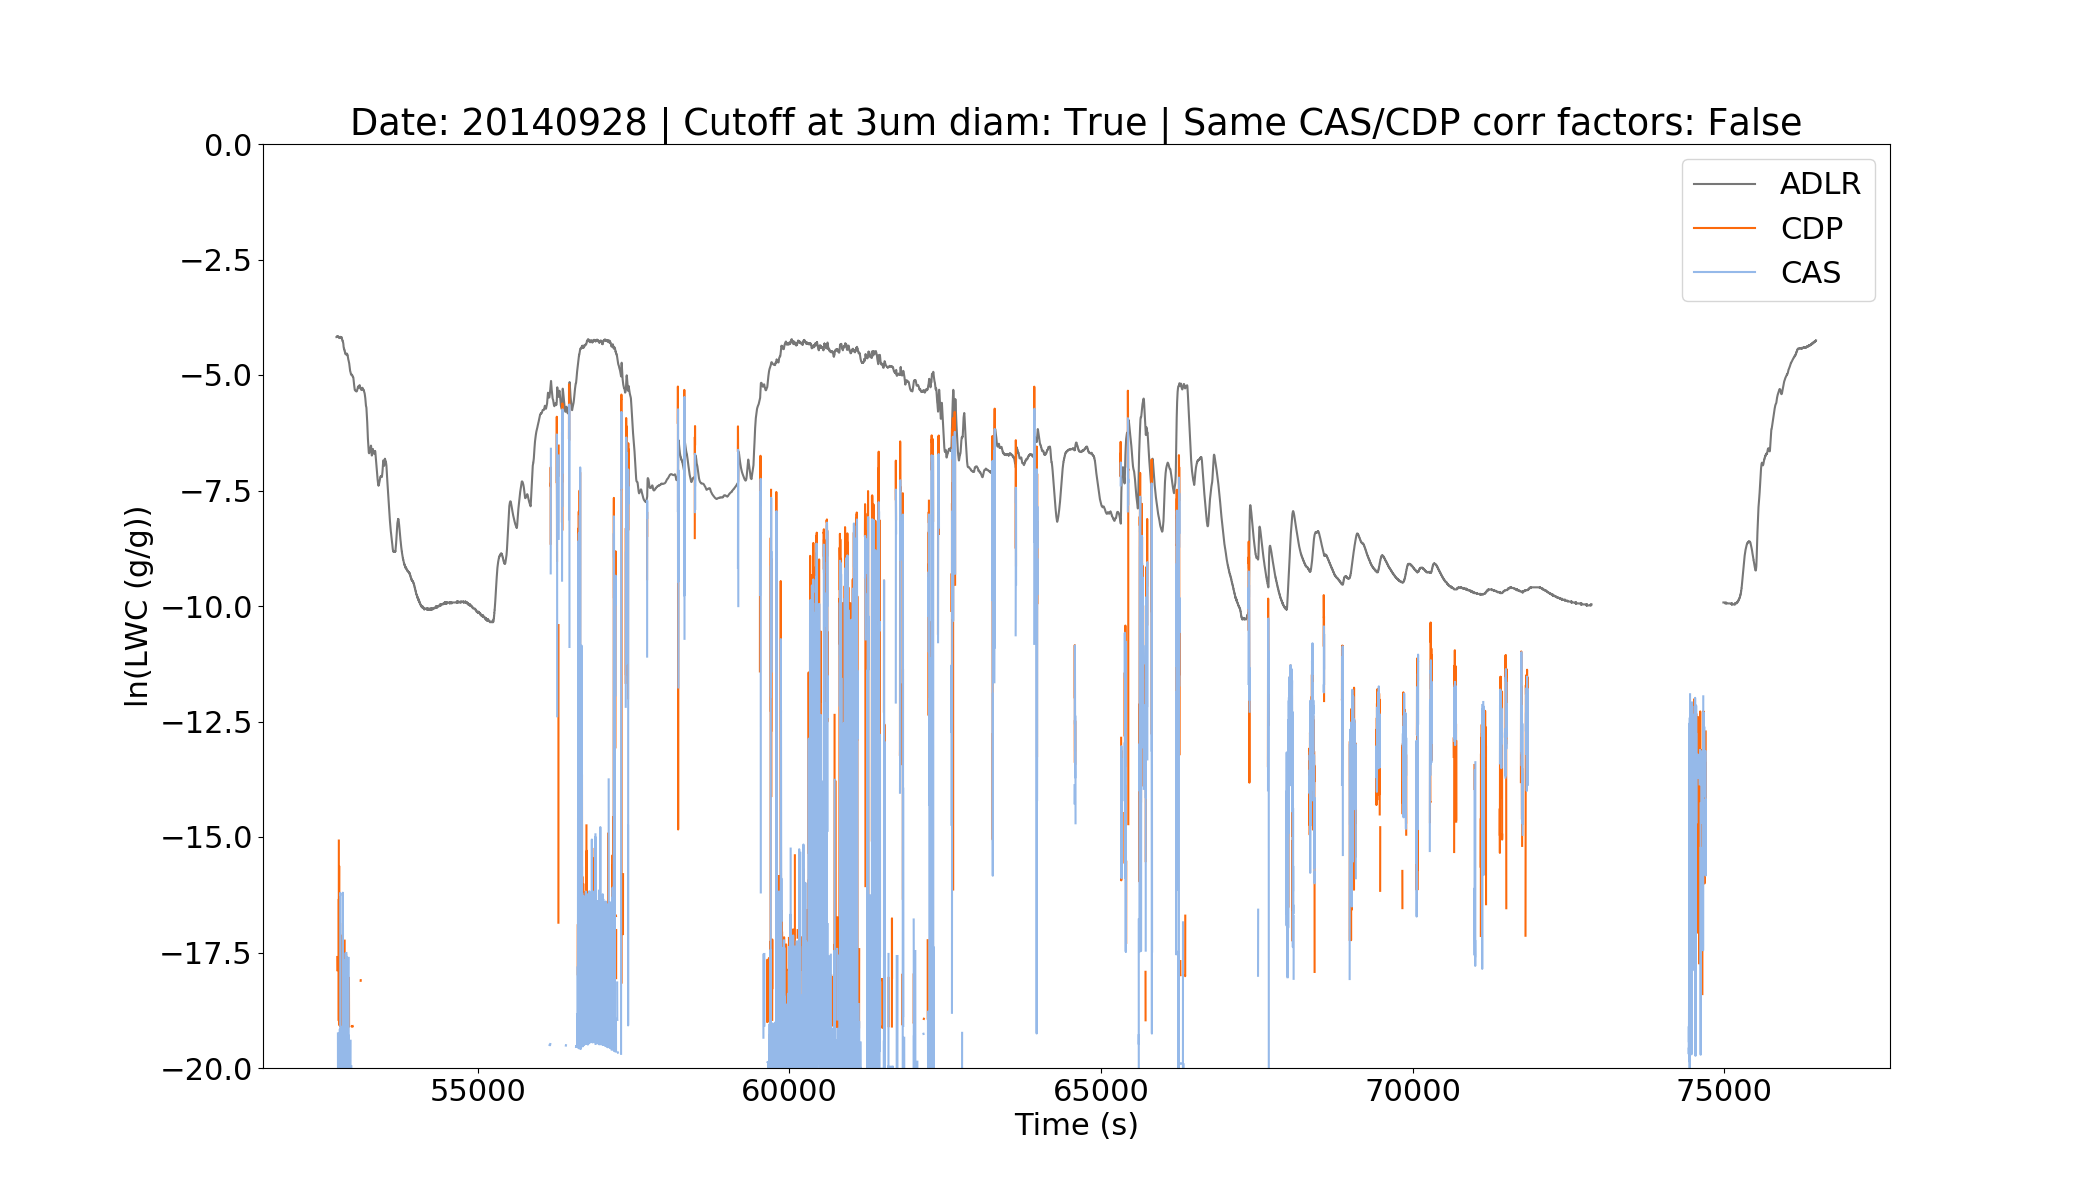 Date: 20140928 | Cutoff at 3um diam: True | Same CAS/CDP corr factors: False
0.0
−2.5
−5.0
−7.5
−10.0
−12.5
−15.0
−17.5
−20.0
ln(LWC (g/g))
ADLR
CDP
CAS
55000
60000
65000
70000
75000
Time (s)